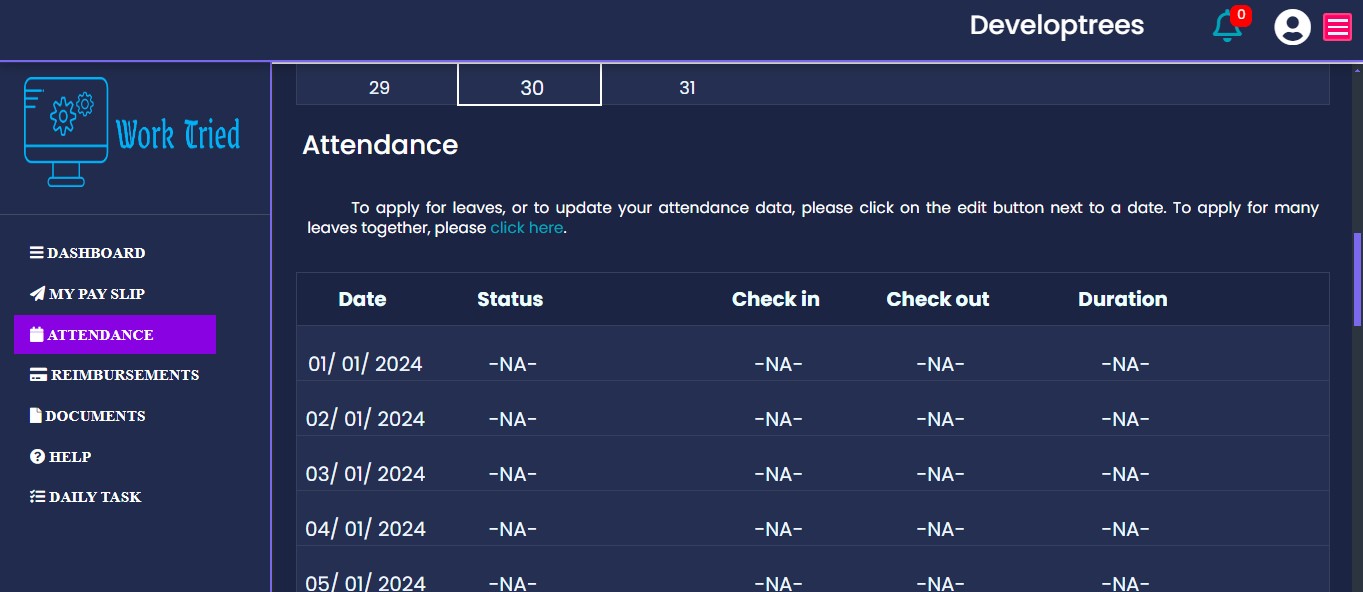 Developtrees
0
Work Tried
DASHBOARD
MY PAY SLIP
ATTENDANCE
REIMBURSEMENTS
DOCUMENTS
HELP
DAILY TASK
29 30 31
Attendance
To apply for leaves, or to update your attendance data, please click on the edit button next to a date. To apply for many
leaves together, please click here.
Date Status Check in Check out Duration
01/ 01/ 2024 -NA- -NA- -NA- -NA-
02/ 01/ 2024 -NA- -NA- -NA- -NA-
03/ 01/ 2024 -NA- -NA- -NA- -NA-
04/ 01/ 2024 -NA- -NA- -NA- -NA-
05/ 01/ 2024 -NA- -NA- -NA- -NA-